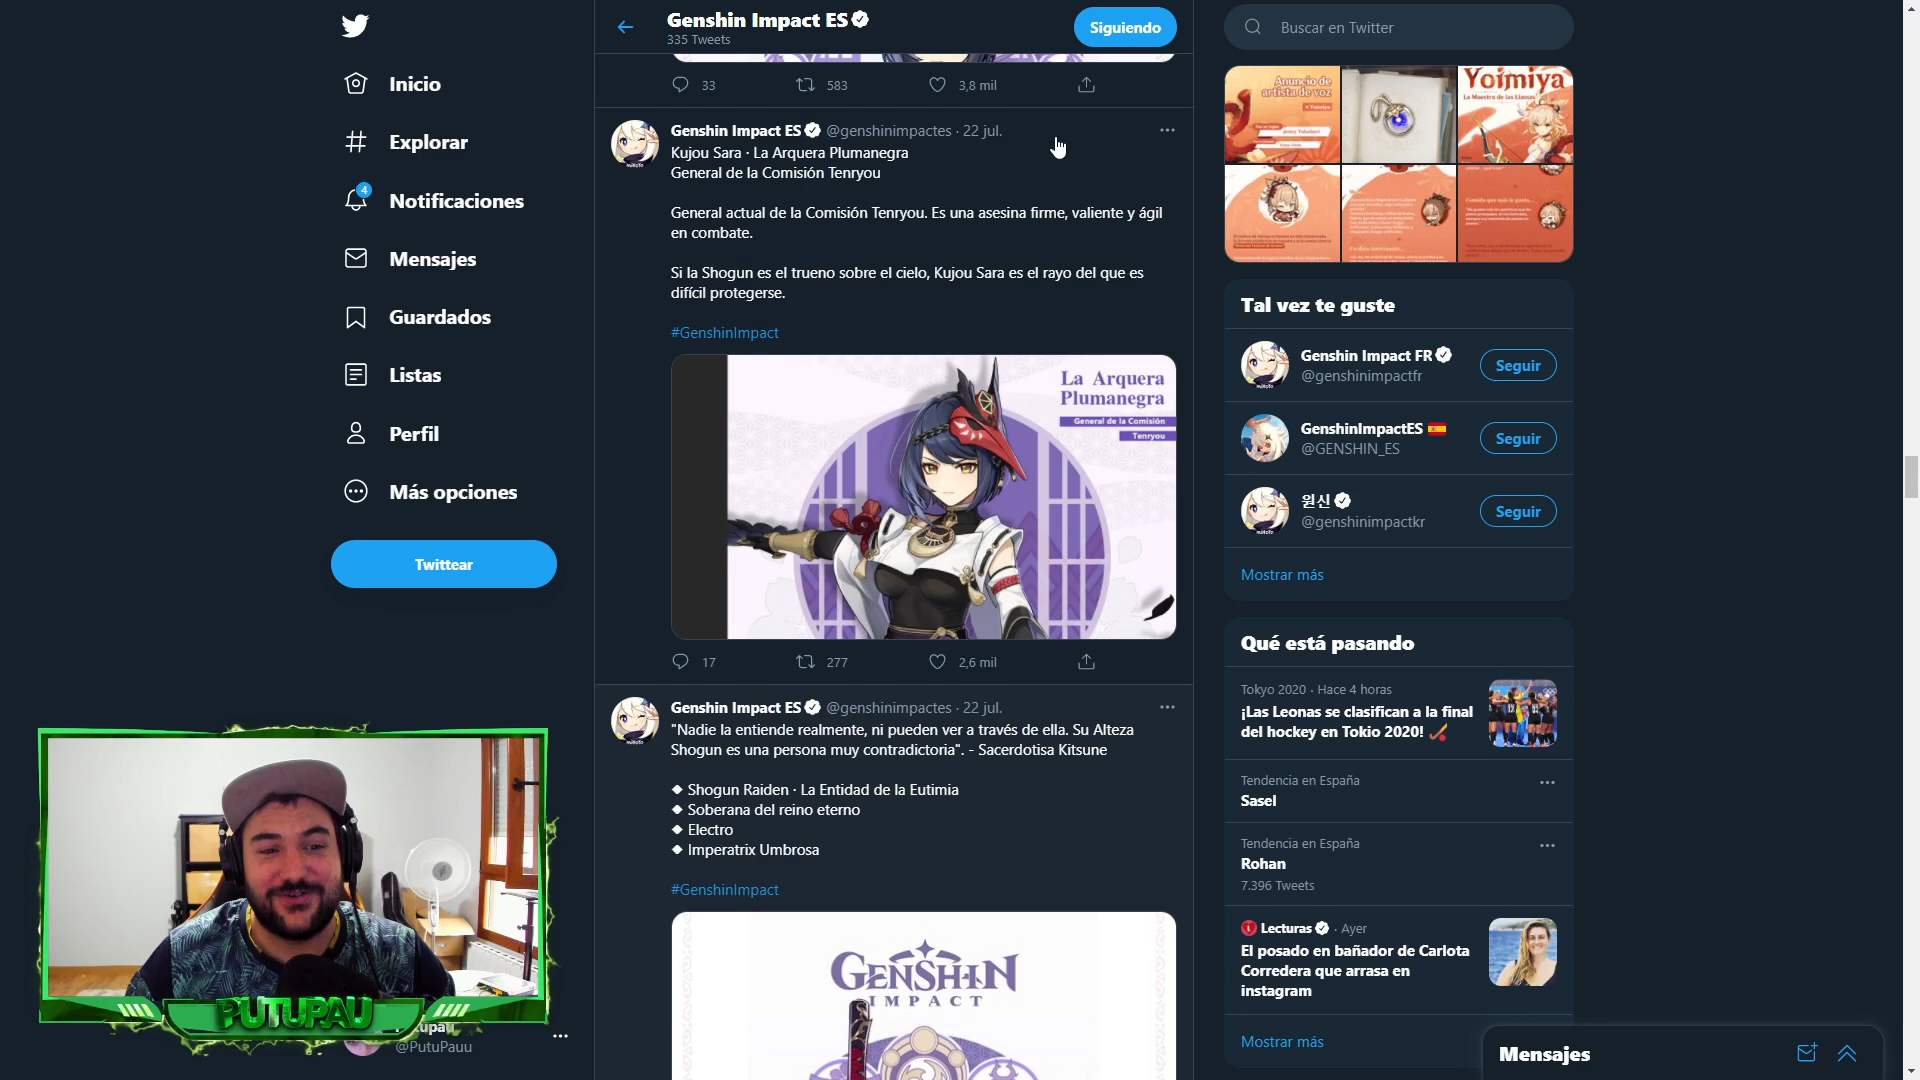 Inicio
Explorar
4
Notificaciones
Mensajes
Guardados
Listas
Perfil
Más opciones
Twittear
PUTUPAU
@PutuPauu
Genshin Impact ES
335 Tweets
Siguiendo
33
583
3,8 mil
Genshin Impact ES @genshinimpactes · 22 jul.
Kujou Sara · La Arquera Plumanegra
General de la Comisión Tenryou
General actual de la Comisión Tenryou. Es una asesina firme, valiente y ágil
en combate.
Si la Shogun es el trueno sobre el cielo, Kujou Sara es el rayo del que es
difícil protegerse.
#GenshinImpact
La Arquera
Plumanegra
General de la Comisión
Tenryou
17
277
2,6 mil
Genshin Impact ES @genshinimpactes · 22 jul.
"Nadie la entiende realmente, ni pueden ver a través de ella. Su Alteza
Shogun es una persona muy contradictoria". - Sacerdotisa Kitsune
◆ Shogun Raiden · La Entidad de la Eutimia
◆ Soberana del reino eterno
◆ Electro
◆ Imperatrix Umbrosa
#GenshinImpact
GENSHIN
IMPACT
Buscar en Twitter
Anuncio de
artista de voz
Yoimiya
La Maestra de las Llamas
Tal vez te guste
Genshin Impact FR
@genshinimpactfr
Seguir
GenshinImpactES
@GENSHIN_ES
Seguir
원신
@genshinimpactkr
Seguir
Mostrar más
Qué está pasando
Tokyo 2020 · Hace 4 horas
¡Las Leonas se clasifican a la final
del hockey en Tokio 2020!
Tendencia en España
Sasel
Tendencia en España
Rohan
7.396 Tweets
Lecturas · Ayer
El posado en bañador de Carlota
Corredera que arrasa en
instagram
Mostrar más
Mensajes